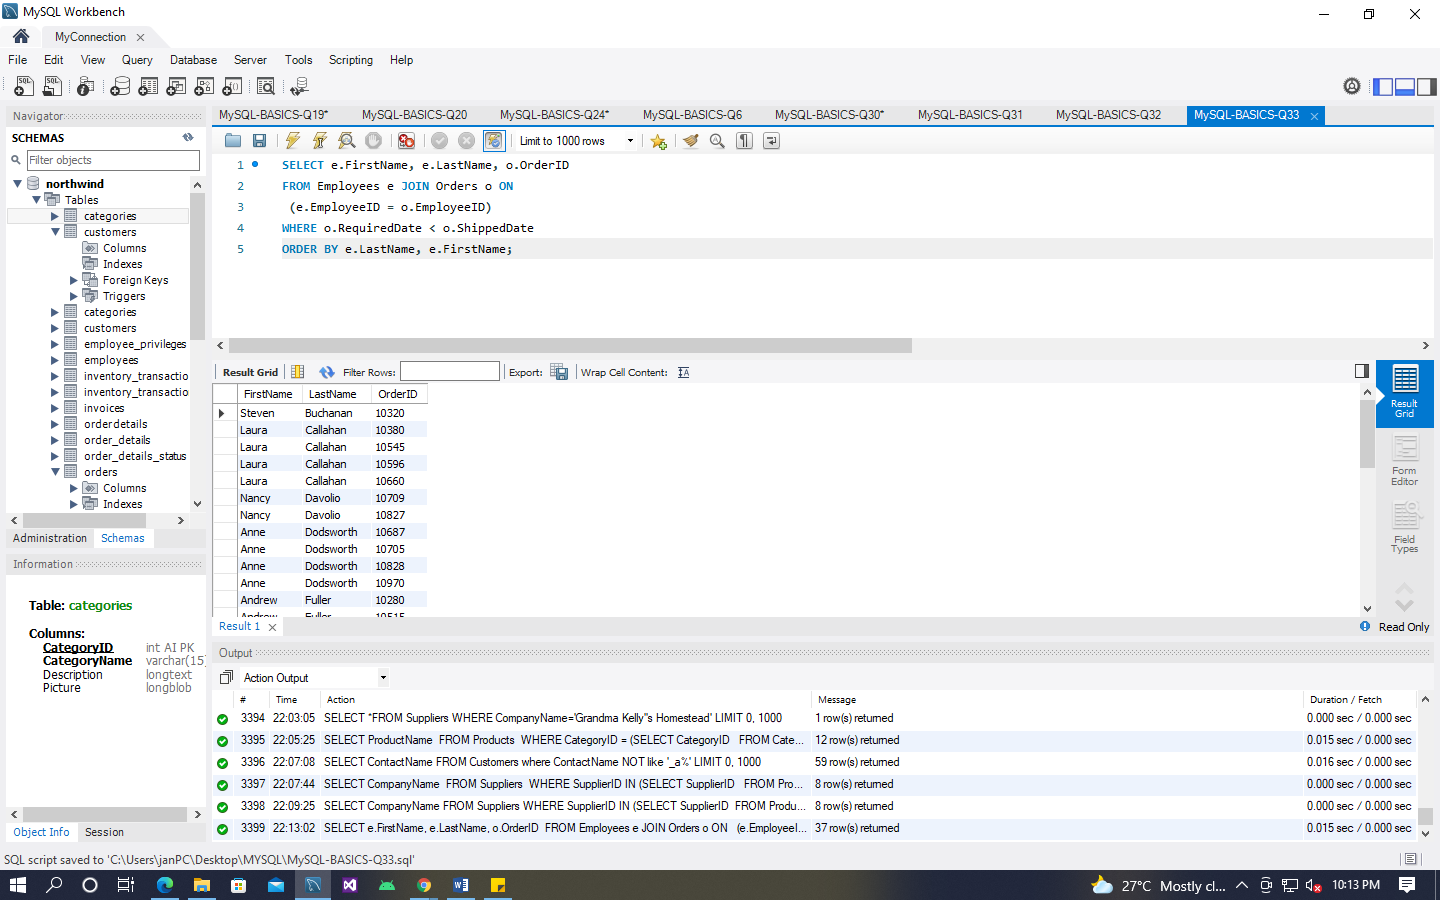 MySQL Workbench
MyConnection
File Edit View Query Database Server Tools Scripting Help
Navigator
SCHEMAS
Filter objects
northwind
Tables
categories
customers
Columns
Indexes
Foreign Keys
Triggers
categories
customers
employee_privileges
employees
inventory_transactio
inventory_transactio
invoices
orderdetails
order_details
order_details_status
orders
Columns
Indexes
Administration Schemas
Information
Table: categories
Columns:
CategoryID int AI PK
CategoryName varchar(15)
Description longtext
Picture longblob
Object Info Session
MySQL-BASICS-Q19* MySQL-BASICS-Q20 MySQL-BASICS-Q24* MySQL-BASICS-Q6 MySQL-BASICS-Q30* MySQL-BASICS-Q31 MySQL-BASICS-Q32 MySQL-BASICS-Q33
Limit to 1000 rows
1 SELECT e.FirstName, e.LastName, o.OrderID
2 FROM Employees e JOIN Orders o ON
3 (e.EmployeeID = o.EmployeeID)
4 WHERE o.RequiredDate < o.ShippedDate
5 ORDER BY e.LastName, e.FirstName;
Result Grid Filter Rows: Export: Wrap Cell Content:
FirstName LastName OrderID
Steven Buchanan 10320
Laura Callahan 10380
Laura Callahan 10545
Laura Callahan 10596
Laura Callahan 10660
Nancy Davolio 10709
Nancy Davolio 10827
Anne Dodsworth 10687
Anne Dodsworth 10705
Anne Dodsworth 10828
Anne Dodsworth 10970
Andrew Fuller 10280
Andrew Fuller 10515
Result Grid
Form Editor
Field Types
Result 1
Read Only
Output
Action Output
# Time Action Message Duration / Fetch
3394 22:03:05 SELECT *FROM Suppliers WHERE CompanyName='Grandma Kelly''s Homestead' LIMIT 0, 1000 1 row(s) returned 0.000 sec / 0.000 sec
3395 22:05:25 SELECT ProductName FROM Products WHERE CategoryID = (SELECT CategoryID FROM Cate... 12 row(s) returned 0.015 sec / 0.000 sec
3396 22:07:08 SELECT ContactName FROM Customers where ContactName NOT like '_a%' LIMIT 0, 1000 59 row(s) returned 0.016 sec / 0.000 sec
3397 22:07:44 SELECT CompanyName FROM Suppliers WHERE SupplierID IN (SELECT SupplierID FROM Pro... 8 row(s) returned 0.000 sec / 0.000 sec
3398 22:09:25 SELECT CompanyName FROM Suppliers WHERE SupplierID IN (SELECT SupplierID FROM Produ... 8 row(s) returned 0.000 sec / 0.000 sec
3399 22:13:02 SELECT e.FirstName, e.LastName, o.OrderID FROM Employees e JOIN Orders o ON (e.EmployeeI... 37 row(s) returned 0.015 sec / 0.000 sec
SQL script saved to 'C:\Users\janPC\Desktop\MYSQL\MySQL-BASICS-Q33.sql'
27°C Mostly cl... 10:13 PM